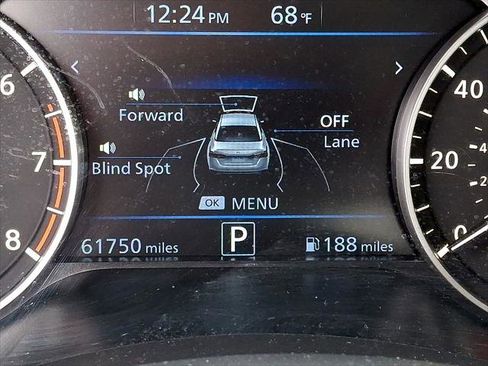 12:24 PM 68 °F
< >
Forward
OFF
Lane
Blind Spot
OK MENU
61750 miles P 188 miles
6
7
8
40
20
0